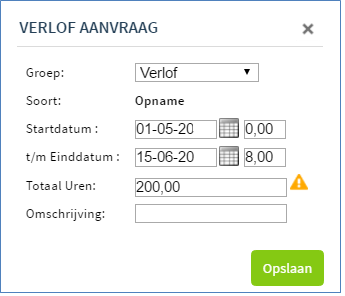 VERLOF AANVRAAG
Groep: Verlof
Soort: Opname
Startdatum : 01-05-20 0,00
t/m Einddatum : 15-06-20 8,00
Totaal Uren: 200,00
Omschrijving:
Opslaan